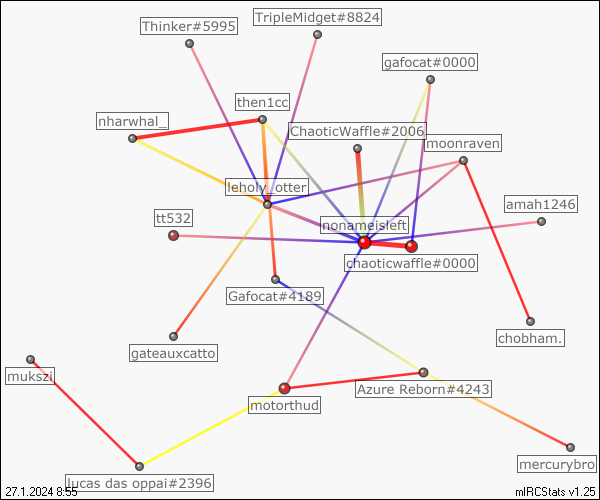 TripleMidget#8824
Thinker#5995
gafocat#0000
then1cc
nharwhal_
ChaoticWaffle#2006
moonraven
leholy_otter
amah1246
tt532
nonameisleft
chaoticwaffle#0000
Gafocat#4189
chobham.
gateauxcatto
mukszi
Azure Reborn#4243
motorthud
mercurybro
lucas das oppai#2396
27.1.2024 8:55
mIRCStats v1.25